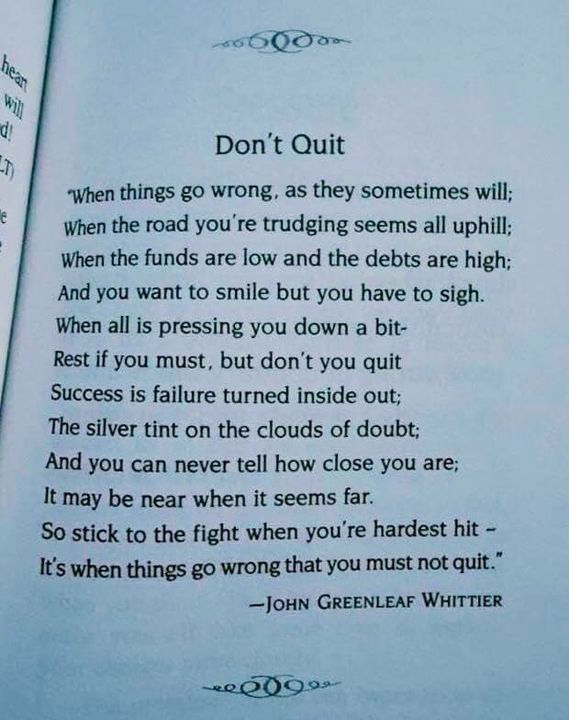 heart
will
d!
LT)
e
Don't Quit
"When things go wrong, as they sometimes will;
When the road you're trudging seems all uphill;
When the funds are low and the debts are high;
And you want to smile but you have to sigh.
When all is pressing you down a bit-
Rest if you must, but don't you quit
Success is failure turned inside out;
The silver tint on the clouds of doubt;
And you can never tell how close you are;
It may be near when it seems far.
So stick to the fight when you're hardest hit –
It's when things go wrong that you must not quit."
—JOHN GREENLEAF WHITTIER